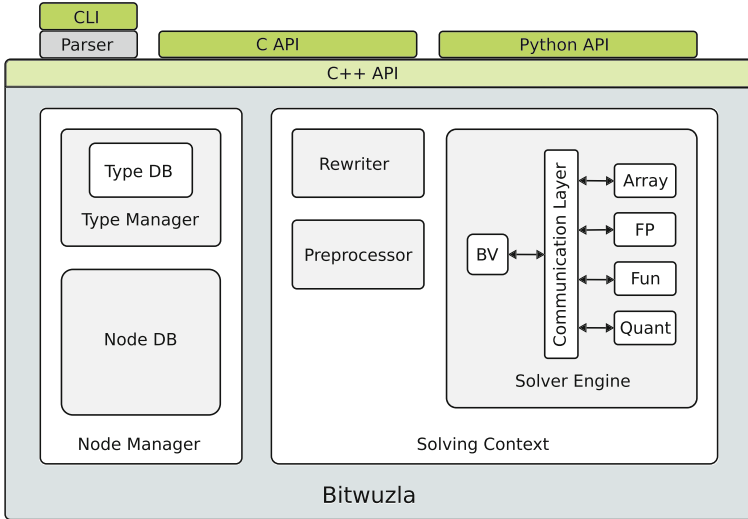 CLI
Parser
C API
Python API
C++ API
Type DB
Type Manager
Node DB
Node Manager
Rewriter
Preprocessor
BV
Communication Layer
Array
FP
Fun
Quant
Solver Engine
Solving Context
Bitwuzla